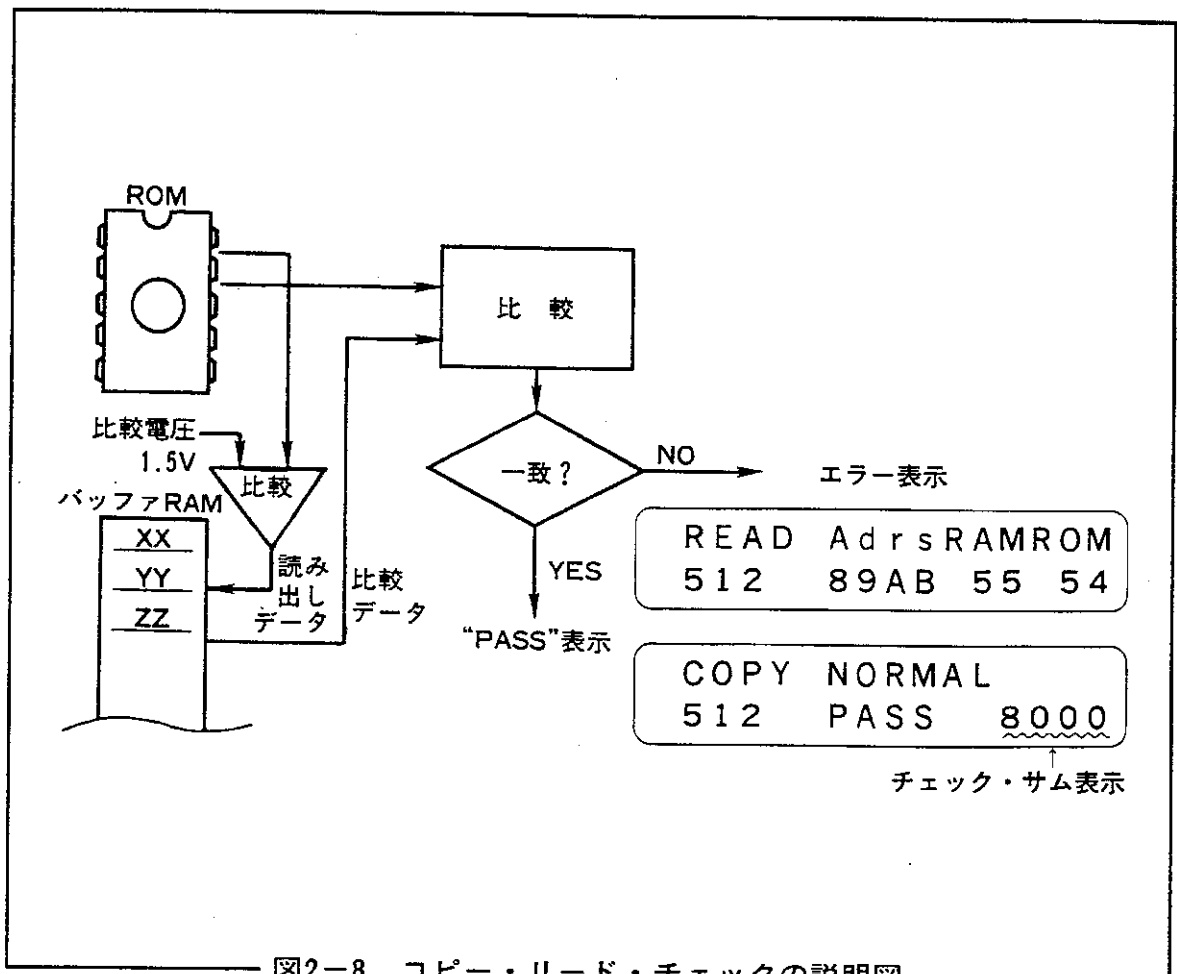 ROM
比較
比較電圧
1.5V
比較
バッファRAM
XX
YY
ZZ
読み
出し
データ
比較
データ
一致?
NO
エラー表示
YES
“PASS”表示
READ AdrsRAMROM
512 89AB 55 54
COPY NORMAL
512 PASS 8000
↑
チェック・サム表示
図2-8 コピー・リード・チェックの説明図